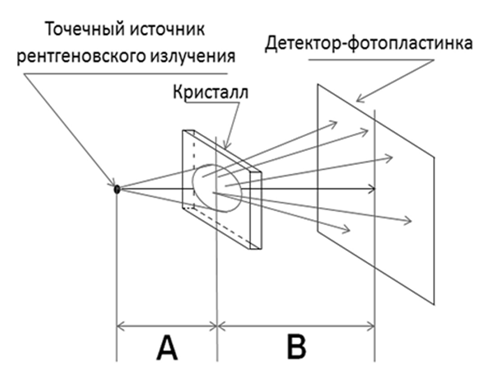 Точечный источник
рентгеновского излучения
Детектор-фотопластинка
Кристалл
А
В